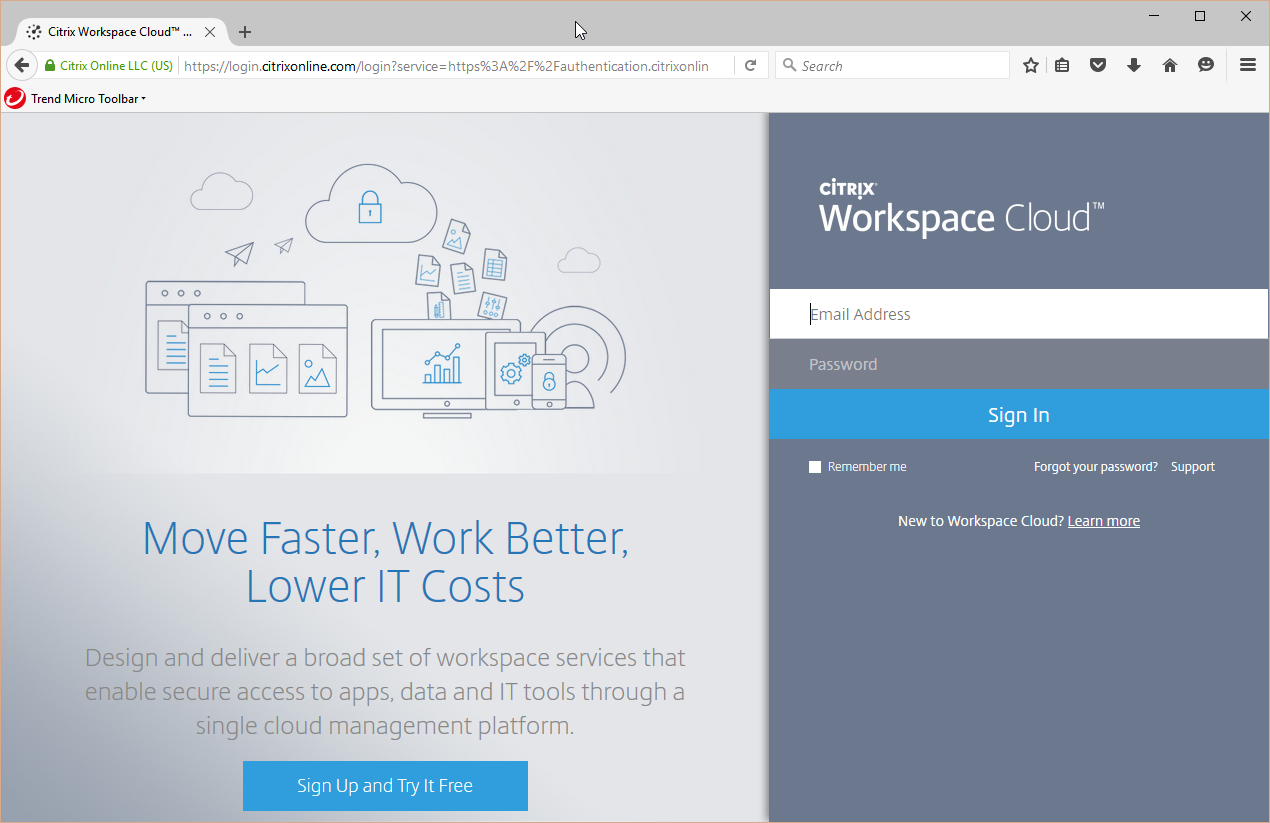 Citrix Workspace Cloud™ ...
Citrix Online LLC (US)
https://login.citrixonline.com/login?service=https%3A%2F%2Fauthentication.citrixonlin
Search
Trend Micro Toolbar
CITRIX®
Workspace Cloud™
Email Address
Password
Sign In
Remember me
Forgot your password? Support
New to Workspace Cloud? Learn more
Move Faster, Work Better,
Lower IT Costs
Design and deliver a broad set of workspace services that
enable secure access to apps, data and IT tools through a
single cloud management platform.
Sign Up and Try It Free